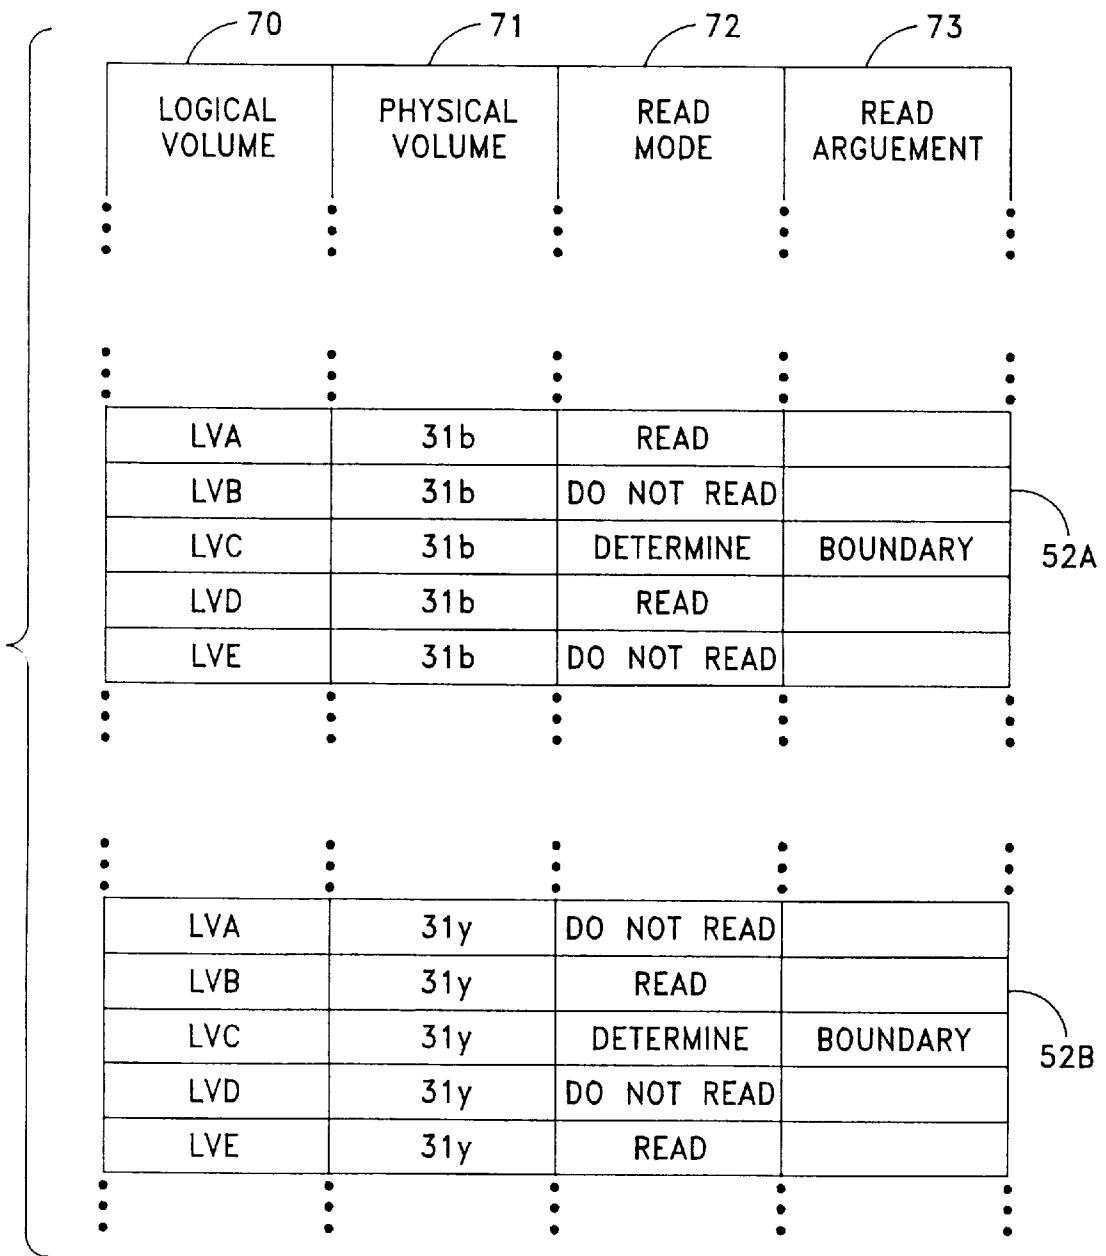 70 71 72 73
LOGICAL VOLUME PHYSICAL VOLUME READ MODE READ ARGUEMENT
LVA 31b READ
LVB 31b DO NOT READ
LVC 31b DETERMINE BOUNDARY
52A
LVD 31b READ
LVE 31b DO NOT READ
LVA 31y DO NOT READ
LVB 31y READ
LVC 31y DETERMINE BOUNDARY
52B
LVD 31y DO NOT READ
LVE 31y READ